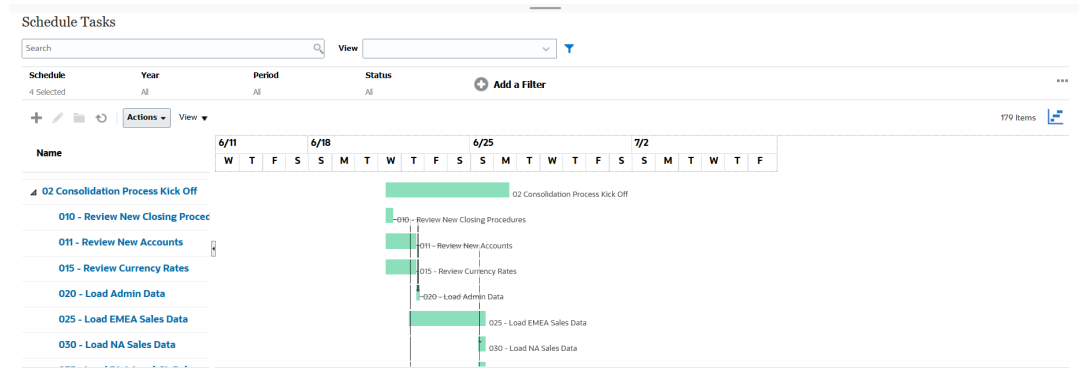 Schedule Tasks
Search
View
Schedule Year Period Status
4 Selected All All All
Add a Filter
Actions View
179 Items
Name
6/11 6/18 6/25 7/2
W T F S S M T W T F S S M T W T F S S M T W T F
02 Consolidation Process Kick Off 02 Consolidation Process Kick Off
010 - Review New Closing Proced 010 - Review New Closing Procedures
011 - Review New Accounts 011 - Review New Accounts
015 - Review Currency Rates 015 - Review Currency Rates
020 - Load Admin Data 020 - Load Admin Data
025 - Load EMEA Sales Data 025 - Load EMEA Sales Data
030 - Load NA Sales Data 030 - Load NA Sales Data